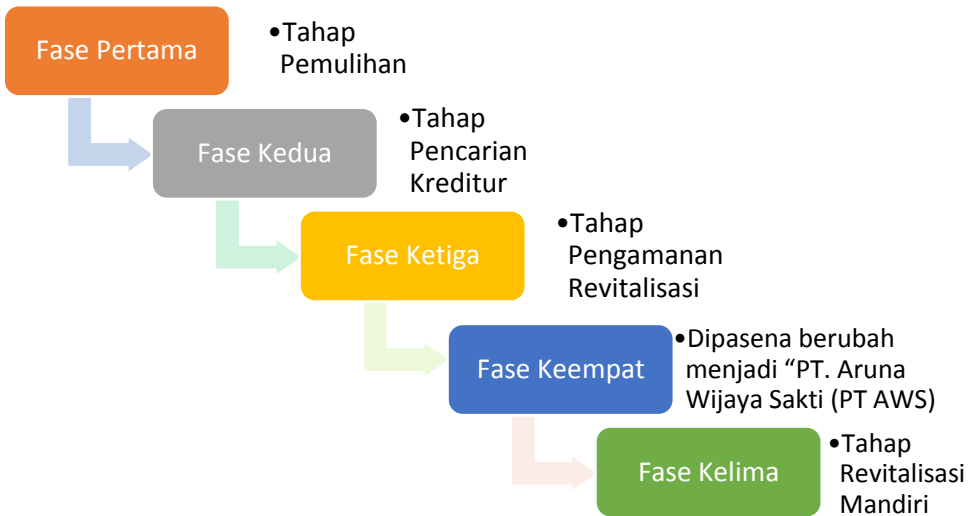 Fase Pertama
•Tahap
Pemulihan
Fase Kedua
•Tahap
Pencarian
Kreditur
Fase Ketiga
•Tahap
Pengamanan
Revitalisasi
Fase Keempat
•Dipasena berubah
menjadi “PT. Aruna
Wijaya Sakti (PT AWS)
Fase Kelima
•Tahap
Revitalisasi
Mandiri